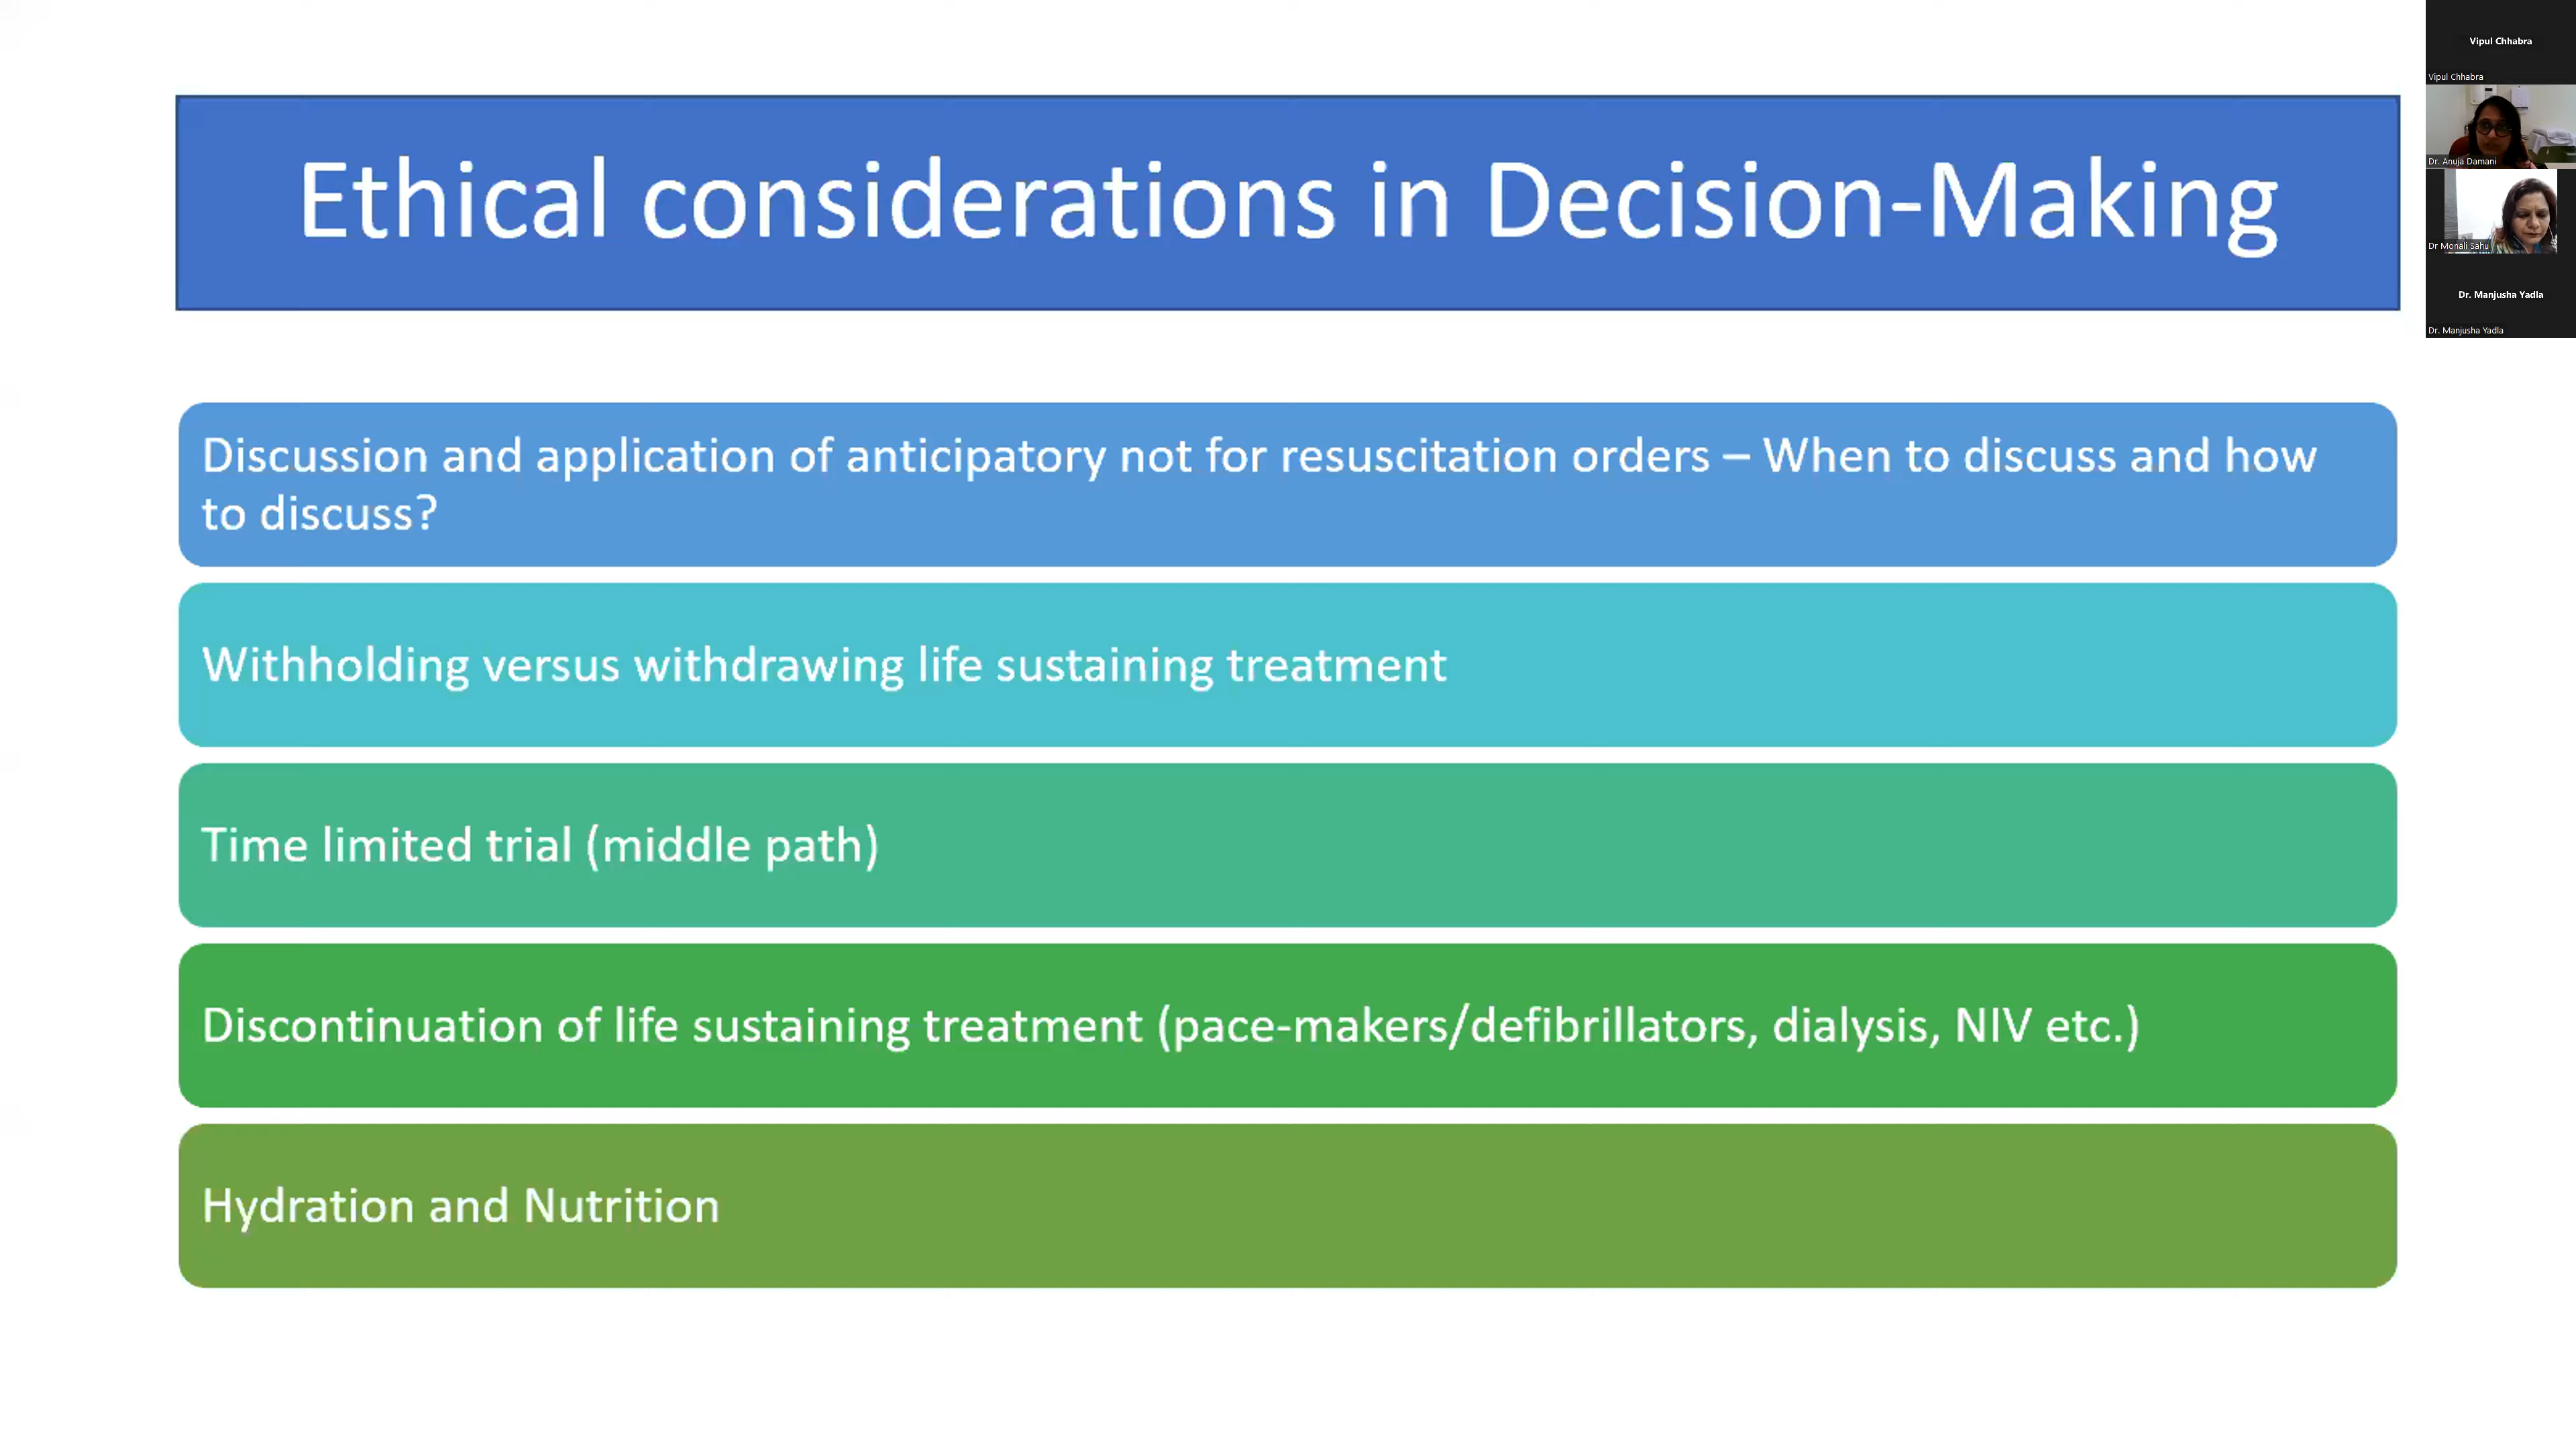 Ethical considerations in Decision-Making
Discussion and application of anticipatory not for resuscitation orders – When to discuss and how
to discuss?
Withholding versus withdrawing life sustaining treatment
Time limited trial (middle path)
Discontinuation of life sustaining treatment (pace-makers/defibrillators, dialysis, NIV etc.)
Hydration and Nutrition
Vipul Chhabra
Vipul Chhabra
Dr. Anuja Damani
Dr Monali Sahu
Dr. Manjusha Yadla
Dr. Manjusha Yadla